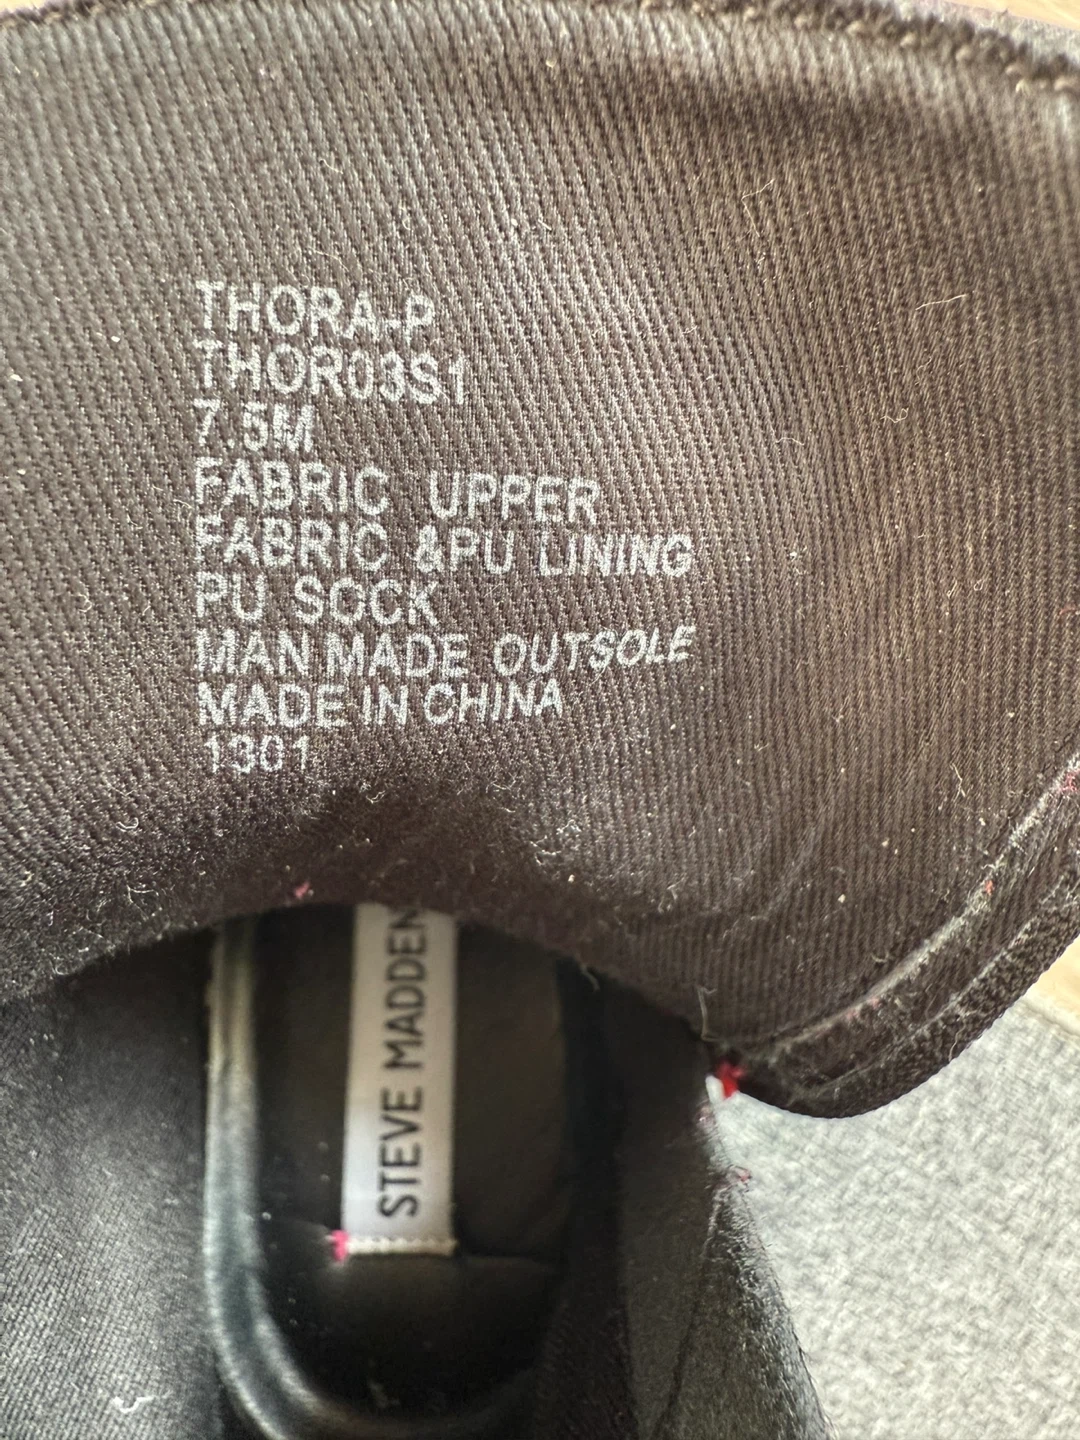 THORA-P
THOR03S1
7.5M
FABRIC UPPER
FABRIC &PU LINING
PU SOCK
MAN MADE OUTSOLE
MADE IN CHINA
1301
STEVE MADDEN